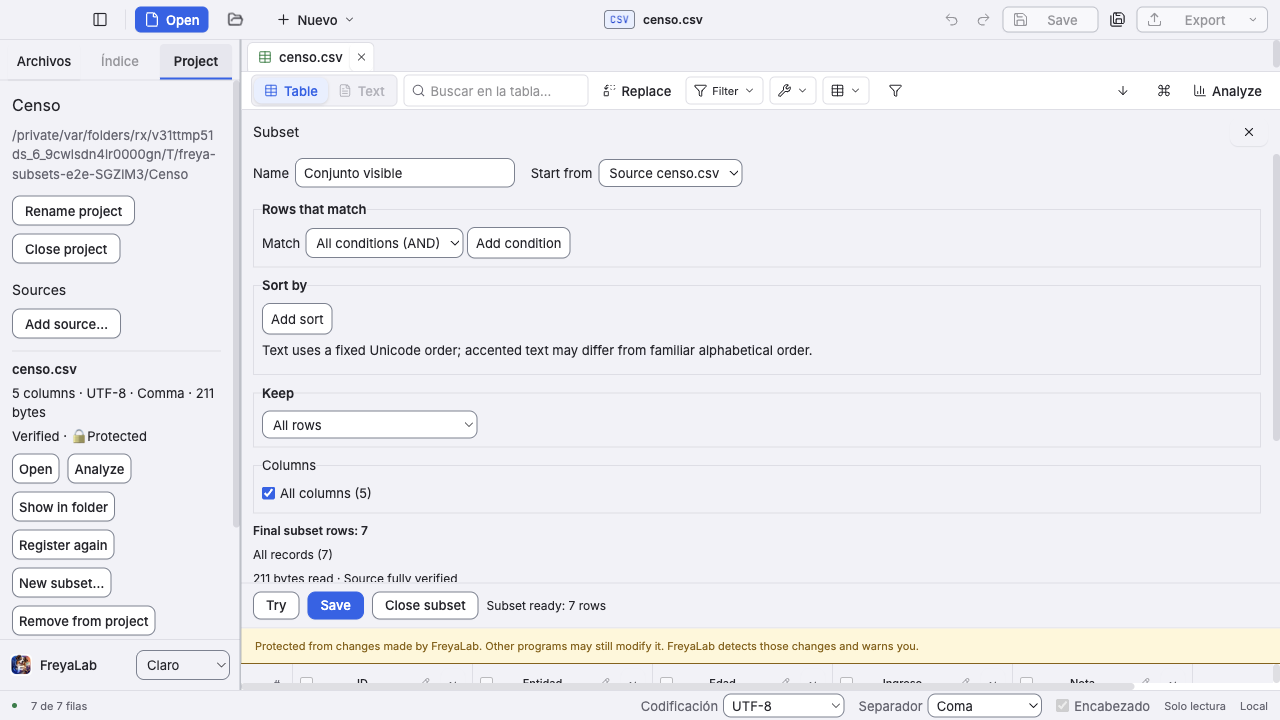 Open
Nuevo
CSV censo.csv
Save
Export
Archivos Índice Project
Censo
/private/var/folders/rx/v31ttmp51
ds_6_9cwlsdn4lr0000gn/T/freya-
subsets-e2e-SGZIM3/Censo
Rename project
Close project
Sources
Add source...
censo.csv
5 columns · UTF-8 · Comma · 211
bytes
Verified · 🔒Protected
Open Analyze
Show in folder
Register again
New subset...
Remove from project
FreyaLab Claro
censo.csv
Table Text Buscar en la tabla... Replace Filter Analyze
Subset
Name Conjunto visible Start from Source censo.csv
Rows that match
Match All conditions (AND) Add condition
Sort by
Add sort
Text uses a fixed Unicode order; accented text may differ from familiar alphabetical order.
Keep
All rows
Columns
All columns (5)
Final subset rows: 7
All records (7)
211 bytes read · Source fully verified
Try Save Close subset Subset ready: 7 rows
Protected from changes made by FreyaLab. Other programs may still modify it. FreyaLab detects those changes and warns you.
# ID Entidad Edad Ingreso Nota
7 de 7 filas Codificación UTF-8 Separador Coma Encabezado Solo lectura Local